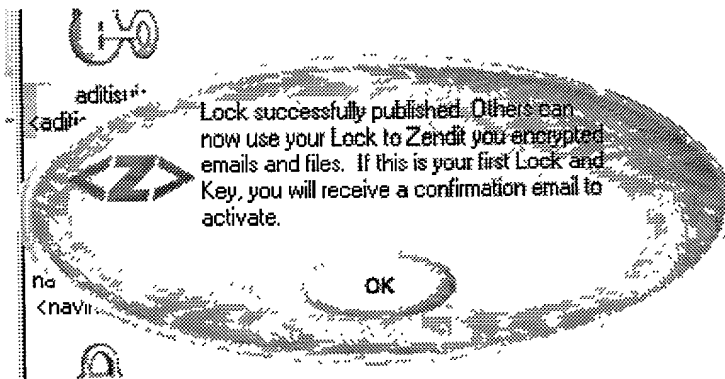 Lock successfully published. Others can
now use your Lock to Zendit you encrypted
emails and files. If this is your first Lock and
Key, you will receive a confirmation email to
activate.
<Z>
OK